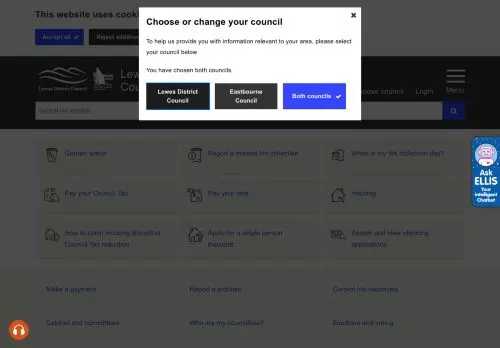 This website uses cook
Accept all
Reject addition
Choose or change your council
To help us provide you with information relevant to your area, please select
your council below.
You have chosen both councils.
Lewes District
Council
Eastbourne
Council
Both councils
Lewes District Council
Lew
Cou
choose council
Login
Menu
Search our website
Garden waste
Report a missed bin collection
When is my bin collection day?
Pay your Council Tax
Pay your rent
Housing
How to claim Housing Benefit or
Council Tax reduction
Apply for a single person
discount
Search and view planning
applications
Ask
ELLIS
Your
Intelligent
Chatbot
Make a payment
Report a problem
Current job vacancies
Cabinet and committees
Who are my councillors?
Elections and voting